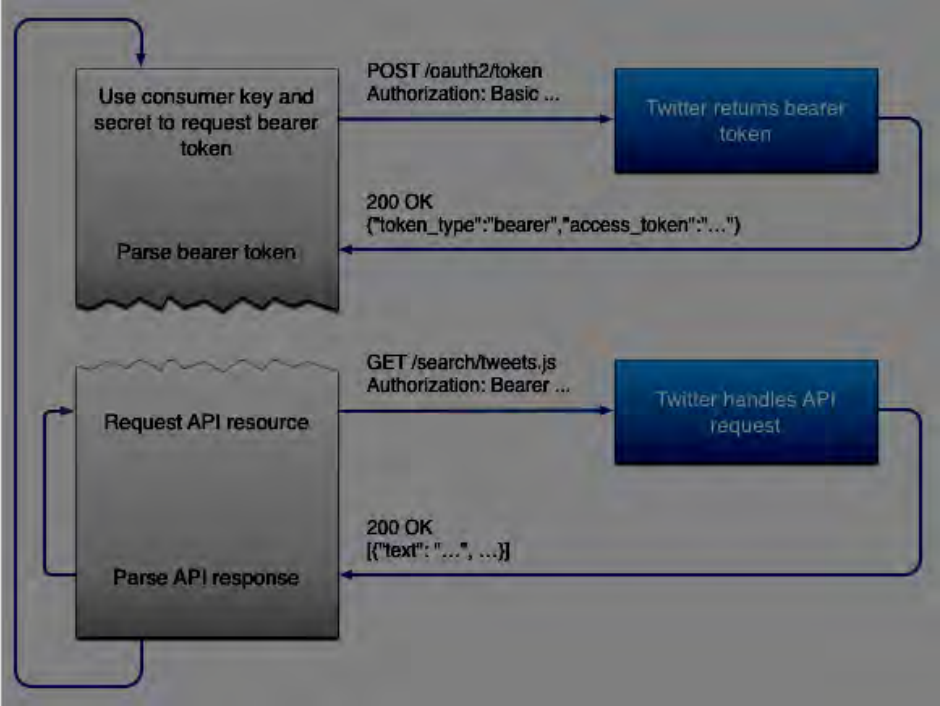 POST /oauth2/token
Authorization: Basic ...
Use consumer key and
secret to request bearer
token
Twitter returns bearer
token
200 OK
{"token_type":"bearer","access_token":"..."}
Parse bearer token
GET /search/tweets.js
Authorization: Bearer ...
Request API resource
Twitter handles API
request
200 OK
[{"text": "...", ...}]
Parse API response